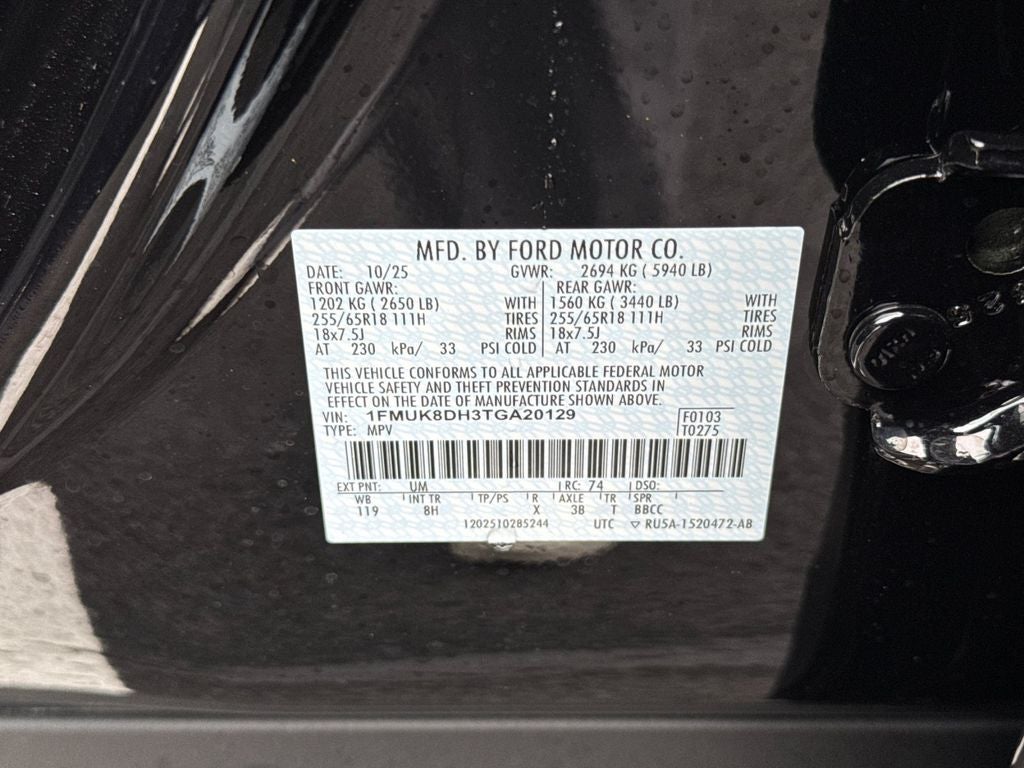 MFD. BY FORD MOTOR CO.
DATE: 10/25 GVWR: 2694 KG ( 5940 LB)
FRONT GAWR: REAR GAWR:
1202 KG ( 2650 LB) WITH 1560 KG ( 3440 LB) WITH
255/65R18 111H TIRES 255/65R18 111H TIRES
18x7.5J RIMS 18x7.5J RIMS
AT 230 kPa/ 33 PSI COLD AT 230 kPa/ 33 PSI COLD
THIS VEHICLE CONFORMS TO ALL APPLICABLE FEDERAL MOTOR
VEHICLE SAFETY AND THEFT PREVENTION STANDARDS IN
EFFECT ON THE DATE OF MANUFACTURE SHOWN ABOVE.
VIN: 1FMUK8DH3TGA20129 F0103
TYPE: MPV T0275
EXT PNT: UM RC: 74 DSO:
WB INT TR TP/PS R AXLE TR SPR
119 8H X 3B T BBCC
1202510285244 UTC ▽ RU5A-1520472-AB